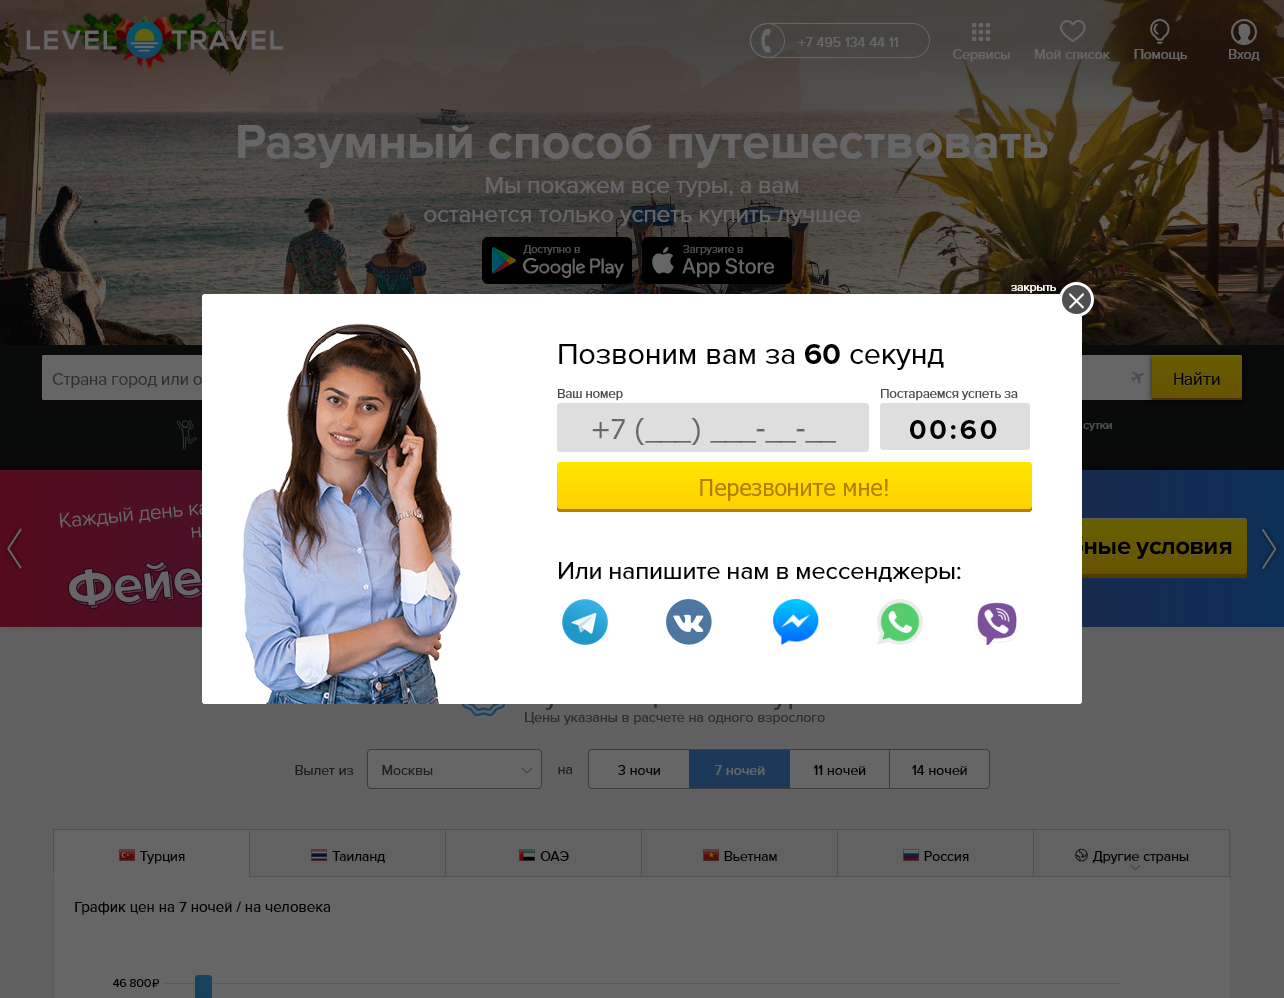 LEVEL TRAVEL
+7 495 134 44 11
Сервисы
Мой список
Помощь
Вход
Разумный способ путешествовать
Мы покажем все туры, а вам
останется только успеть купить лучшее
Доступно в
Google Play
Загрузите в
App Store
закрыть
Страна город или о
Найти
сутки
Позвоним вам за 60 секунд
Ваш номер
Постараемся успеть за
+7 (___) ___-__-__
00:60
Перезвоните мне!
Каждый день
Или напишите нам в мессенджеры:
ные условия
Цены указаны в расчете на одного взрослого
Вылет из
Москвы
на
3 ночи
7 ночей
11 ночей
14 ночей
Турция
Таиланд
ОАЭ
Вьетнам
Россия
Другие страны
График цен на 7 ночей / на человека
46 800₽